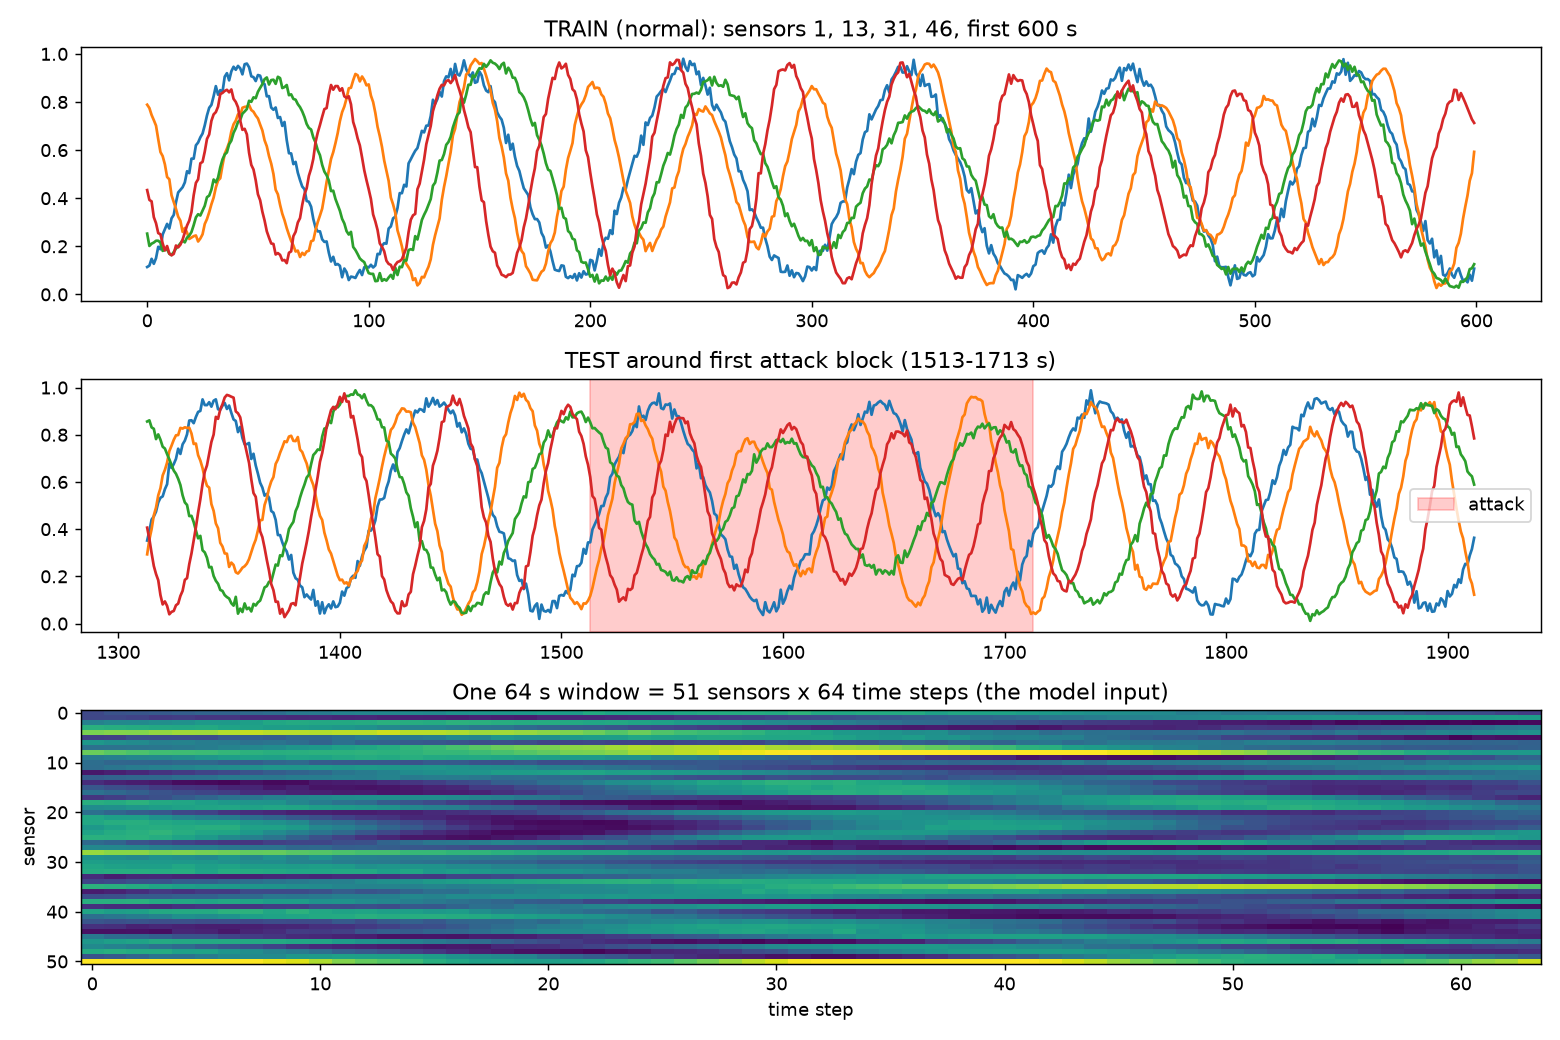 TRAIN (normal): sensors 1, 13, 31, 46, first 600 s
1.0
0.8
0.6
0.4
0.2
0.0
0 100 200 300 400 500 600
TEST around first attack block (1513-1713 s)
1.0
0.8
0.6
0.4
0.2
0.0
attack
1300 1400 1500 1600 1700 1800 1900
One 64 s window = 51 sensors x 64 time steps (the model input)
0
10
20
30
40
50
sensor
0 10 20 30 40 50 60
time step